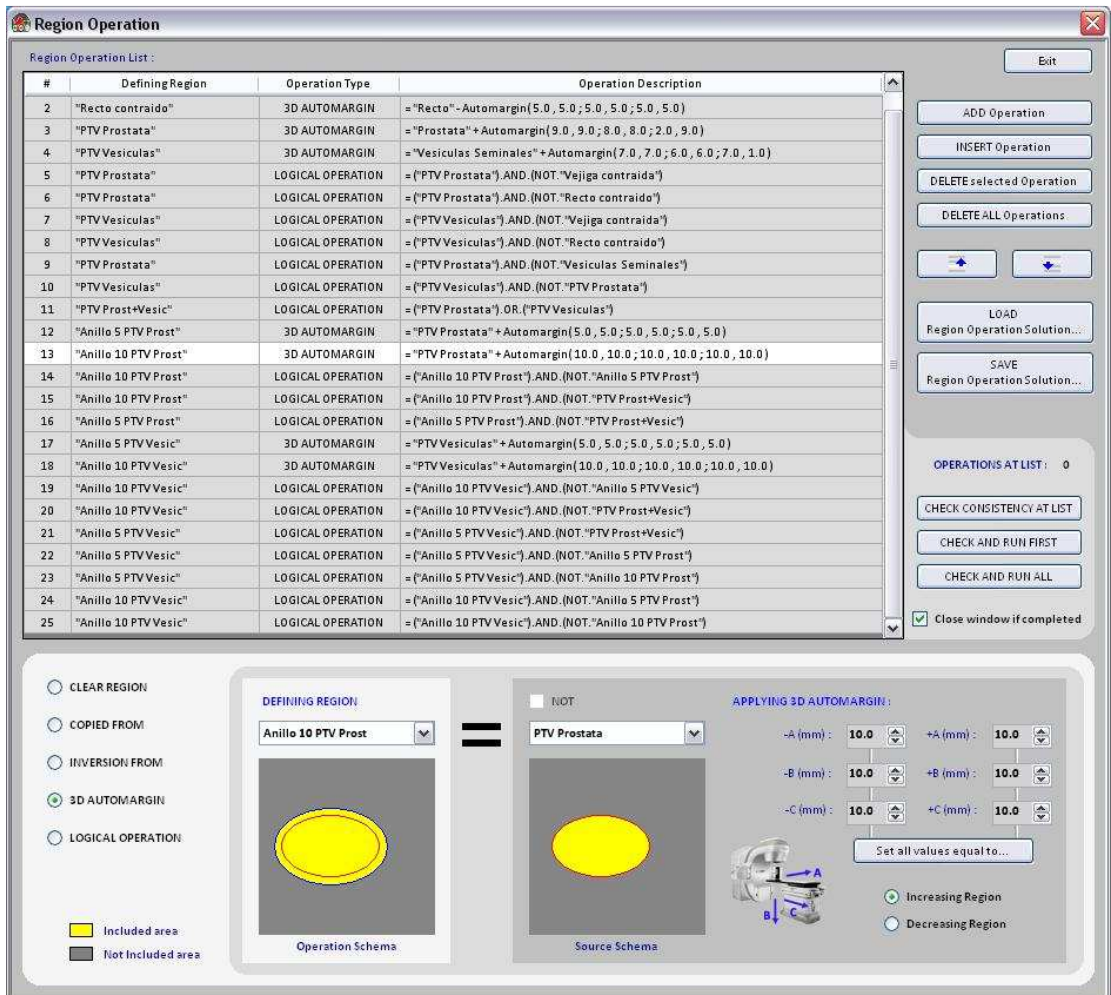 Region Operation
Region Operation List :
Exit
# Defining Region Operation Type Operation Description
2 "Recto contraido" 3D AUTOMARGIN ="Recto"-Automargin(5.0,5.0;5.0,5.0;5.0,5.0)
3 "PTV Prostata" 3D AUTOMARGIN ="Prostata"+Automargin(9.0,9.0;8.0,8.0;2.0,9.0)
4 "PTV Vesiculas" 3D AUTOMARGIN ="Vesiculas Seminales"+Automargin(7.0,7.0;6.0,6.0;7.0,1.0)
5 "PTV Prostata" LOGICAL OPERATION =("PTV Prostata").AND.(NOT."Vejiga contraida")
6 "PTV Prostata" LOGICAL OPERATION =("PTV Prostata").AND.(NOT."Recto contraido")
7 "PTV Vesiculas" LOGICAL OPERATION =("PTV Vesiculas").AND.(NOT."Vejiga contraida")
8 "PTV Vesiculas" LOGICAL OPERATION =("PTV Vesiculas").AND.(NOT."Recto contraido")
9 "PTV Prostata" LOGICAL OPERATION =("PTV Prostata").AND.(NOT."Vesiculas Seminales")
10 "PTV Vesiculas" LOGICAL OPERATION =("PTV Vesiculas").AND.(NOT."PTV Prostata")
11 "PTV Prost+Vesic" LOGICAL OPERATION =("PTV Prostata").OR.("PTV Vesiculas")
12 "Anillo 5 PTV Prost" 3D AUTOMARGIN ="PTV Prostata"+Automargin(5.0,5.0;5.0,5.0;5.0,5.0)
13 "Anillo 10 PTV Prost" 3D AUTOMARGIN ="PTV Prostata"+Automargin(10.0,10.0;10.0,10.0;10.0,10.0)
14 "Anillo 10 PTV Prost" LOGICAL OPERATION =("Anillo 10 PTV Prost").AND.(NOT."Anillo 5 PTV Prost")
15 "Anillo 10 PTV Prost" LOGICAL OPERATION =("Anillo 10 PTV Prost").AND.(NOT."PTV Prost+Vesic")
16 "Anillo 5 PTV Prost" LOGICAL OPERATION =("Anillo 5 PTV Prost").AND.(NOT."PTV Prost+Vesic")
17 "Anillo 5 PTV Vesic" 3D AUTOMARGIN ="PTV Vesiculas"+Automargin(5.0,5.0;5.0,5.0;5.0,5.0)
18 "Anillo 10 PTV Vesic" 3D AUTOMARGIN ="PTV Vesiculas"+Automargin(10.0,10.0;10.0,10.0;10.0,10.0)
19 "Anillo 10 PTV Vesic" LOGICAL OPERATION =("Anillo 10 PTV Vesic").AND.(NOT."Anillo 5 PTV Vesic")
20 "Anillo 10 PTV Vesic" LOGICAL OPERATION =("Anillo 10 PTV Vesic").AND.(NOT."PTV Prost+Vesic")
21 "Anillo 5 PTV Vesic" LOGICAL OPERATION =("Anillo 5 PTV Vesic").AND.(NOT."PTV Prost+Vesic")
22 "Anillo 5 PTV Vesic" LOGICAL OPERATION =("Anillo 5 PTV Vesic").AND.(NOT."Anillo 5 PTV Prost")
23 "Anillo 5 PTV Vesic" LOGICAL OPERATION =("Anillo 5 PTV Vesic").AND.(NOT."Anillo 10 PTV Prost")
24 "Anillo 10 PTV Vesic" LOGICAL OPERATION =("Anillo 10 PTV Vesic").AND.(NOT."Anillo 5 PTV Prost")
25 "Anillo 10 PTV Vesic" LOGICAL OPERATION =("Anillo 10 PTV Vesic").AND.(NOT."Anillo 10 PTV Prost")
ADD Operation
INSERT Operation
DELETE selected Operation
DELETE ALL Operations
LOAD
Region Operation Solution...
SAVE
Region Operation Solution...
OPERATIONS AT LIST : 0
CHECK CONSISTENCY AT LIST
CHECK AND RUN FIRST
CHECK AND RUN ALL
Close window if completed
CLEAR REGION
COPIED FROM
INVERSION FROM
3D AUTOMARGIN
LOGICAL OPERATION
Included area
Not Included area
DEFINING REGION
Anillo 10 PTV Prost
Operation Schema
=
NOT
PTV Prostata
Source Schema
APPLYING 3D AUTOMARGIN :
-A (mm) : 10.0 +A (mm) : 10.0
-B (mm) : 10.0 +B (mm) : 10.0
-C (mm) : 10.0 +C (mm) : 10.0
Set all values equal to...
A
B C
Increasing Region
Decreasing Region